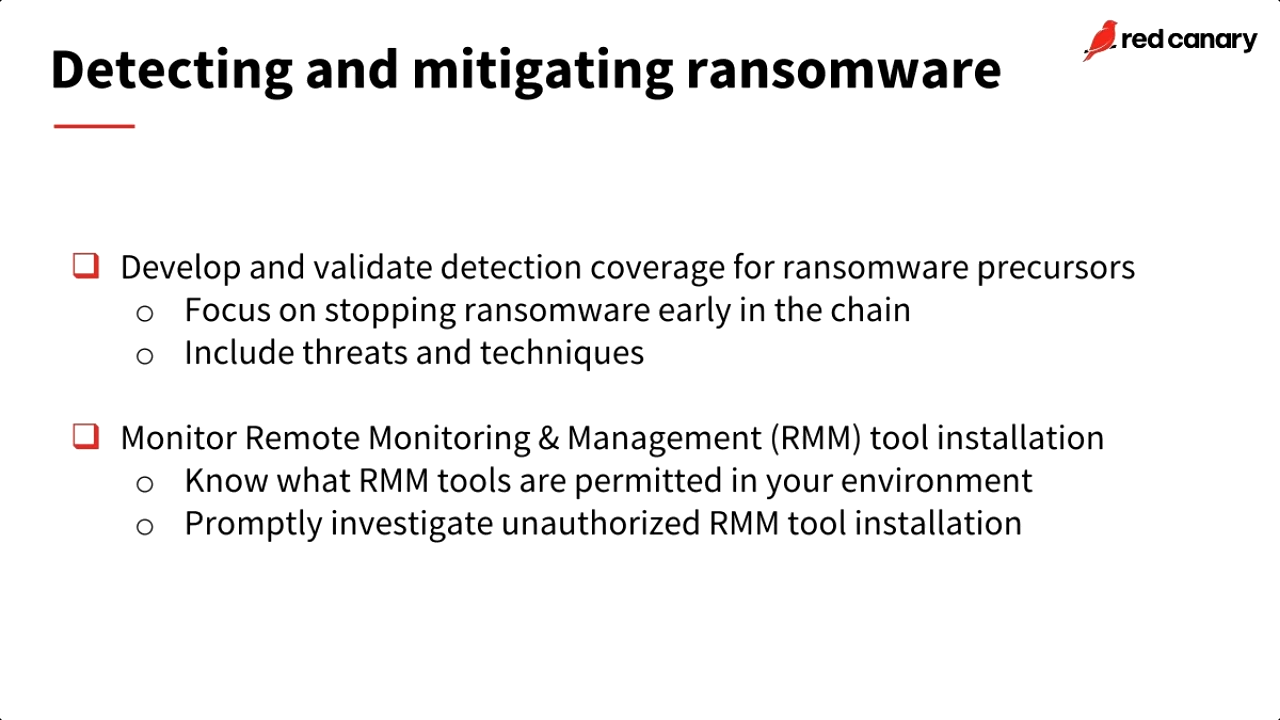 red canary
Detecting and mitigating ransomware
❑ Develop and validate detection coverage for ransomware precursors
○ Focus on stopping ransomware early in the chain
○ Include threats and techniques
❑ Monitor Remote Monitoring & Management (RMM) tool installation
○ Know what RMM tools are permitted in your environment
○ Promptly investigate unauthorized RMM tool installation